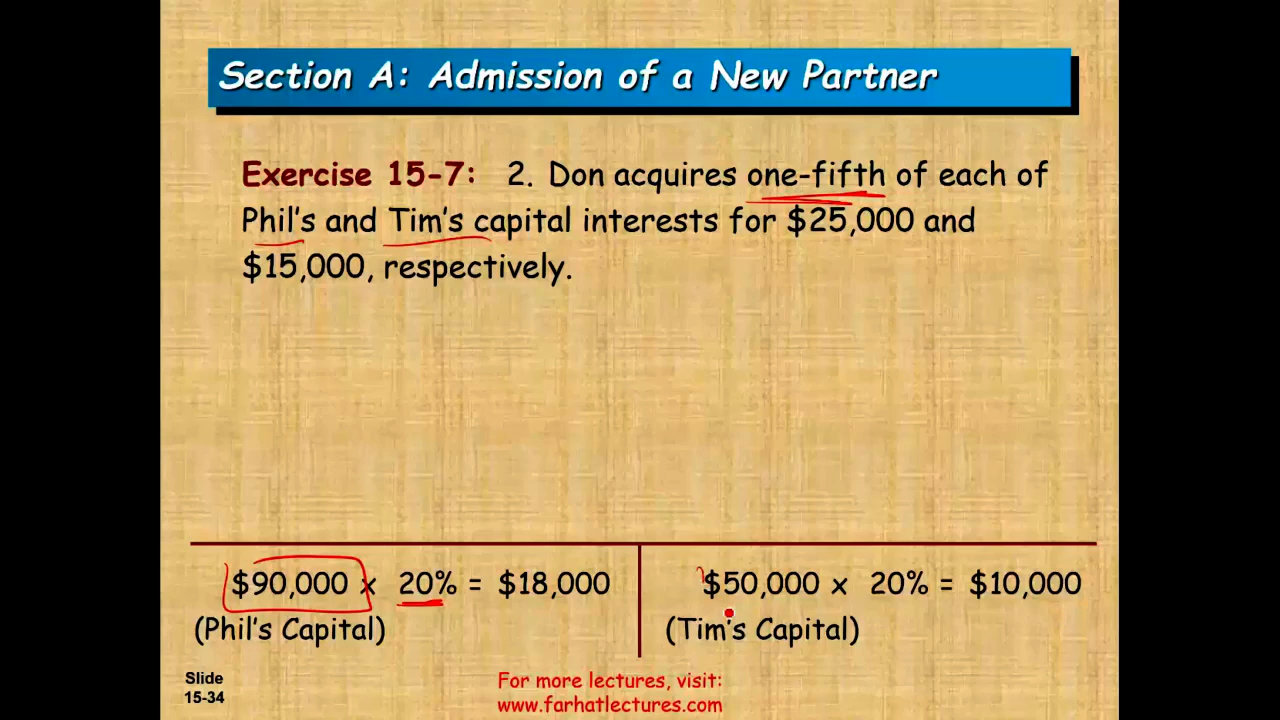 Section A: Admission of a New Partner
Exercise 15-7: 2. Don acquires one-fifth of each of
Phil's and Tim's capital interests for $25,000 and
$15,000, respectively.
$90,000 x 20% = $18,000
(Phil's Capital)
$50,000 x 20% = $10,000
(Tim's Capital)
Slide
15-34
For more lectures, visit:
www.farhatlectures.com